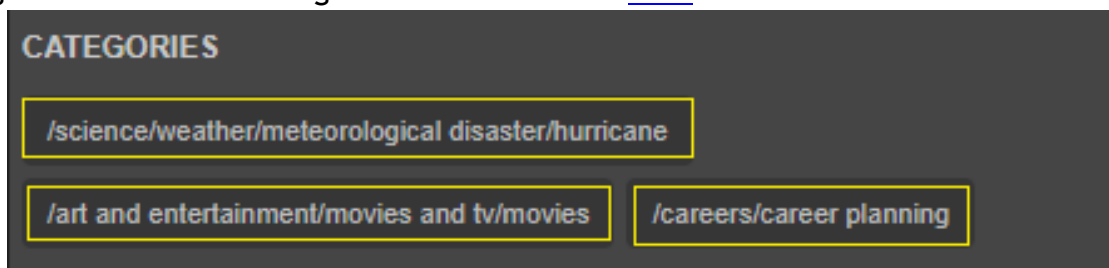 CATEGORIES
/science/weather/meteorological disaster/hurricane
/art and entertainment/movies and tv/movies /careers/career planning